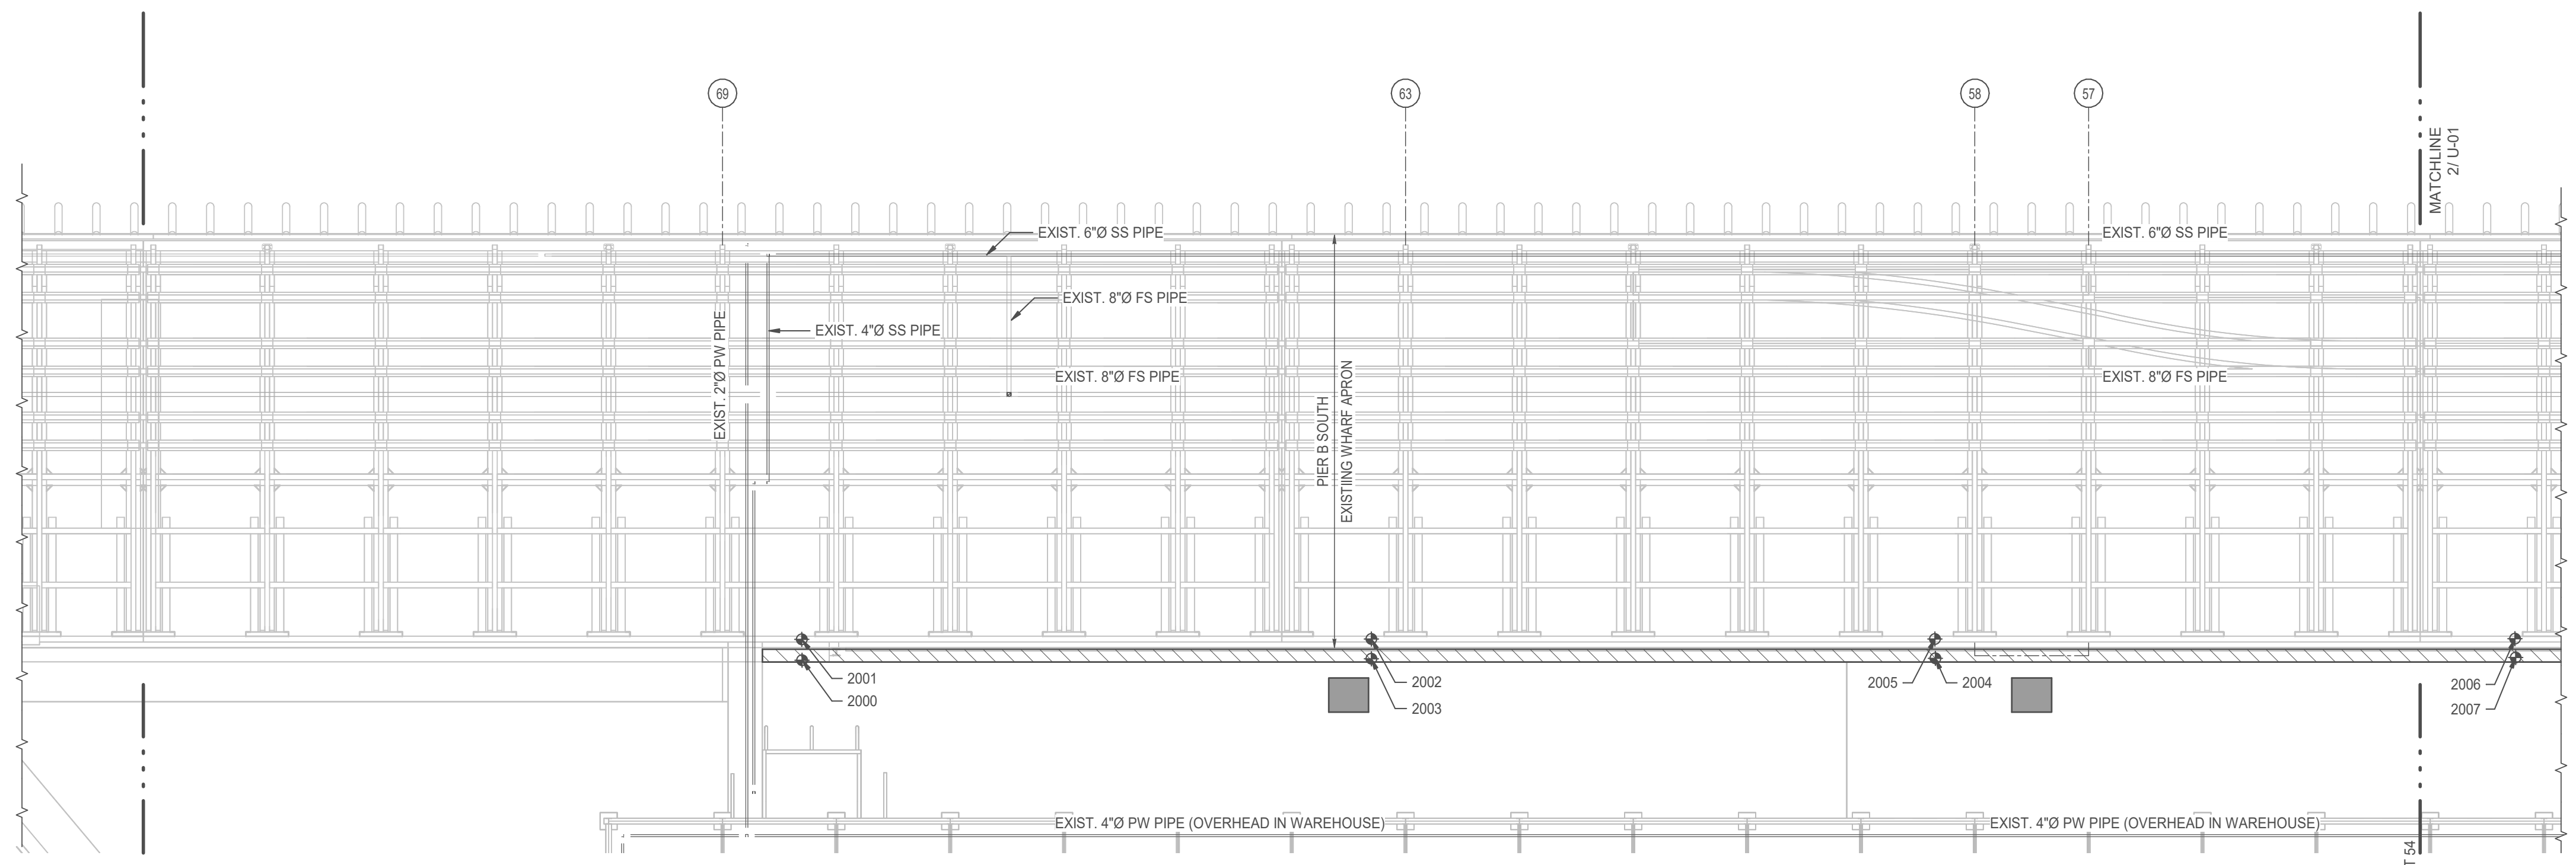 69
63
58
57
MATCHLINE
2/ U-01
EXIST. 6"Ø SS PIPE
EXIST. 6"Ø SS PIPE
EXIST. 8"Ø FS PIPE
EXIST. 4"Ø SS PIPE
EXIST. 2"Ø PW PIPE
EXIST. 8"Ø FS PIPE
EXIST. 8"Ø FS PIPE
PIER B SOUTH
EXISTIING WHARF APRON
2001
2000
2002
2003
2005
2004
2006
2007
EXIST. 4"Ø PW PIPE (OVERHEAD IN WAREHOUSE)
EXIST. 4"Ø PW PIPE (OVERHEAD IN WAREHOUSE)
T 54